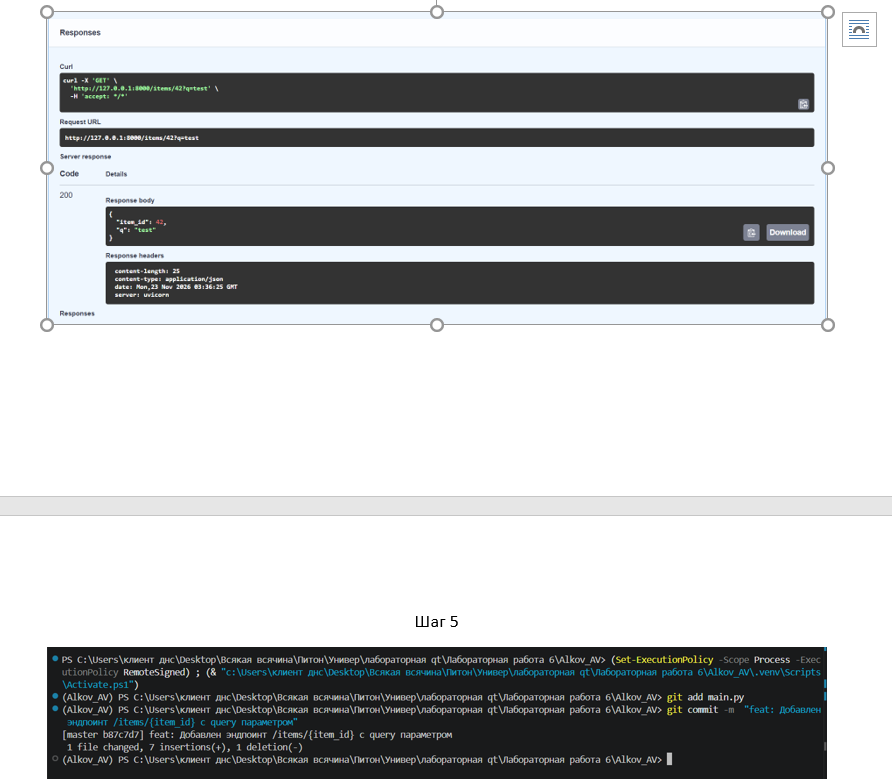 Responses
Curl
curl -X 'GET' \
'http://127.0.0.1:8000/items/42?q=test' \
-H 'accept: */*'
Request URL
http://127.0.0.1:8000/items/42?q=test
Server response
Code Details
200
Response body
{
"item_id": 42,
"q": "test"
}
Download
Response headers
content-length: 25
content-type: application/json
date: Mon,23 Nov 2026 03:36:25 GMT
server: uvicorn
Responses
Шаг 5
PS C:\Users\клиент днс\Desktop\Всякая всячина\Питон\Универ\лабораторная qt\Лабораторная работа 6\Alkov_AV> (Set-ExecutionPolicy -Scope Process -Exec
utionPolicy RemoteSigned) ; (& "c:\Users\клиент днс\Desktop\Всякая всячина\Питон\Универ\лабораторная qt\Лабораторная работа 6\Alkov_AV\.venv\Scripts
\Activate.ps1")
(Alkov_AV) PS C:\Users\клиент днс\Desktop\Всякая всячина\Питон\Универ\лабораторная qt\Лабораторная работа 6\Alkov_AV> git add main.py
(Alkov_AV) PS C:\Users\клиент днс\Desktop\Всякая всячина\Питон\Универ\лабораторная qt\Лабораторная работа 6\Alkov_AV> git commit -m "feat: Добавлен
эндпоинт /items/{item_id} с query параметром"
[master b87c7d7] feat: Добавлен эндпоинт /items/{item_id} с query параметром
1 file changed, 7 insertions(+), 1 deletion(-)
(Alkov_AV) PS C:\Users\клиент днс\Desktop\Всякая всячина\Питон\Универ\лабораторная qt\Лабораторная работа 6\Alkov_AV>